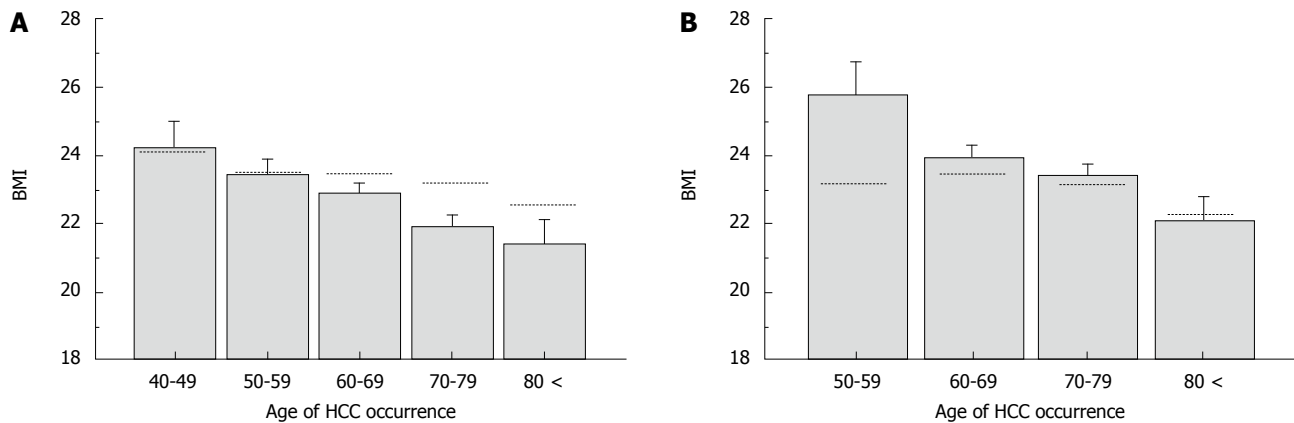 A
BMI
28
26
24
22
20
18
40-49 50-59 60-69 70-79 80 <
Age of HCC occurrence
B
BMI
28
26
24
22
20
18
50-59 60-69 70-79 80 <
Age of HCC occurrence